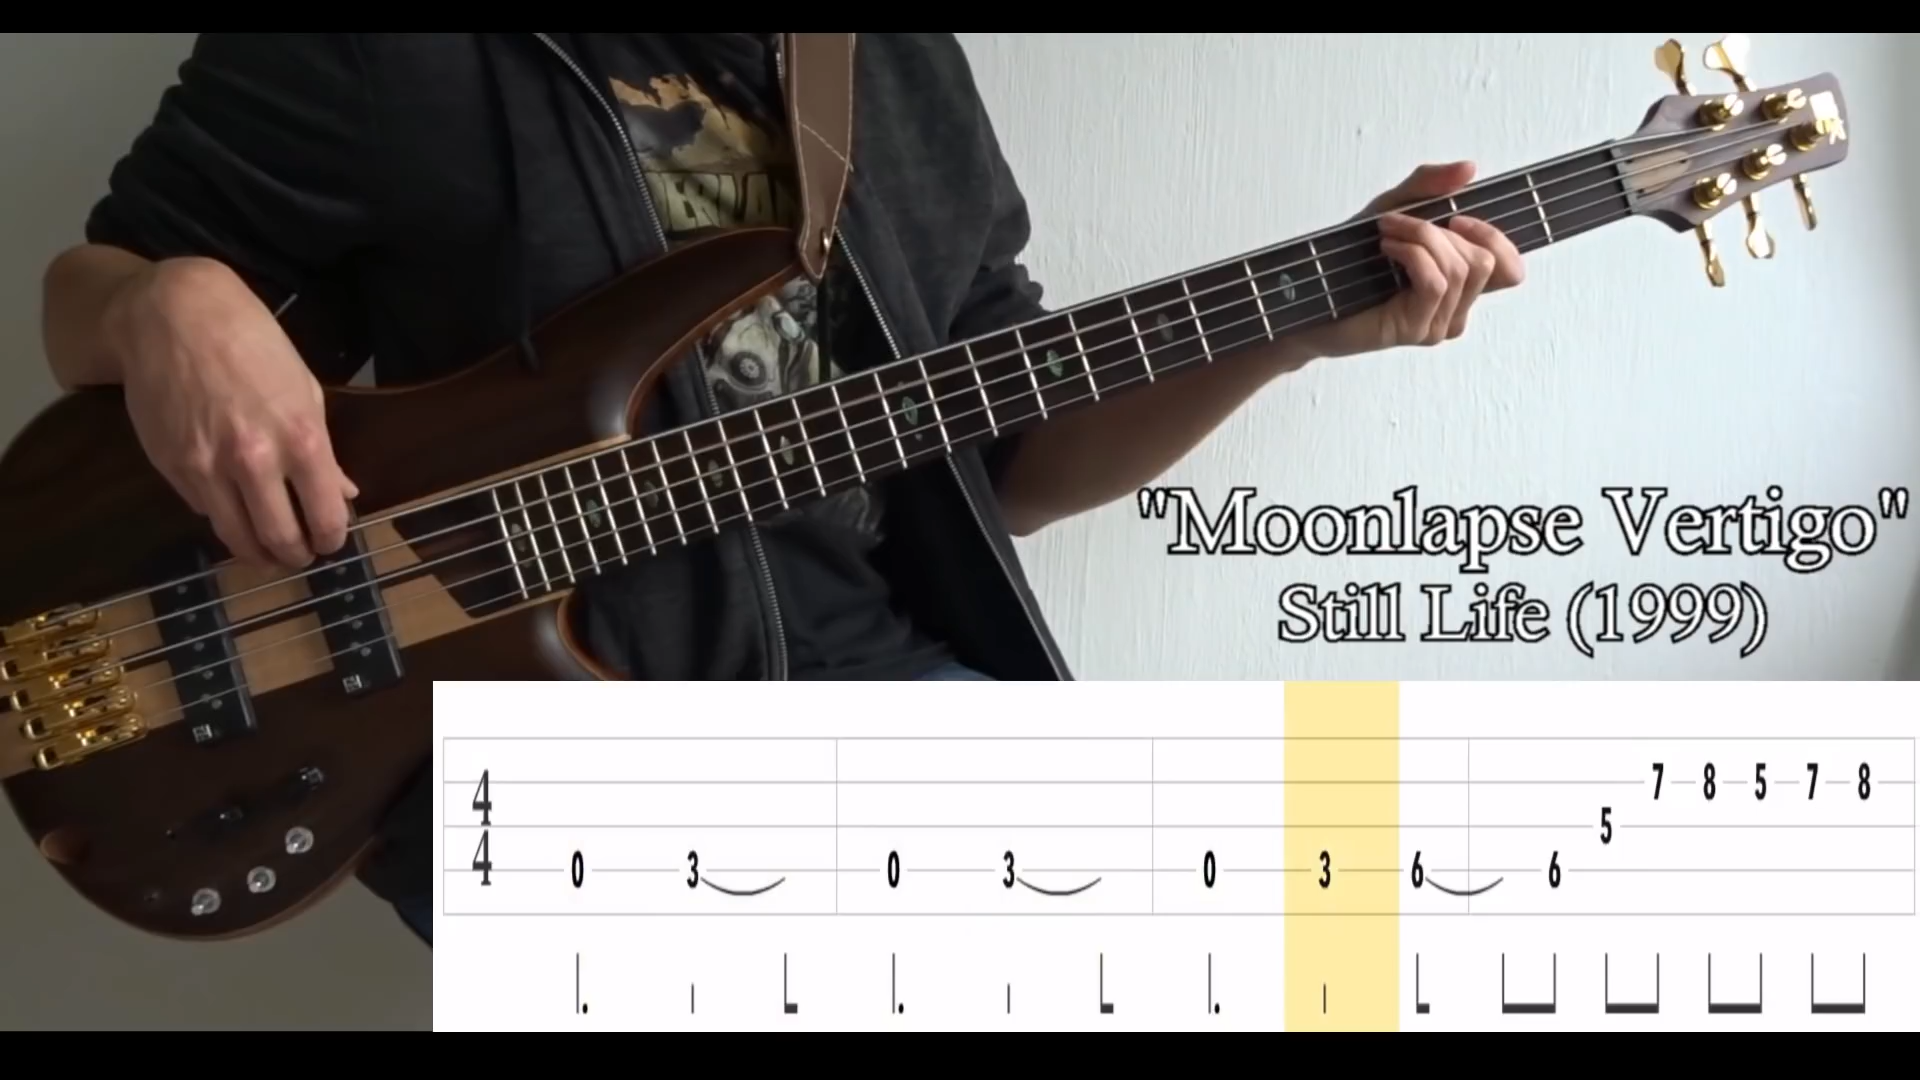 ERLAN
"Moonlapse Vertigo"
Still Life (1999)
4
4
7 8 5 7 8
5
0 3 0 3 0 3 6 6